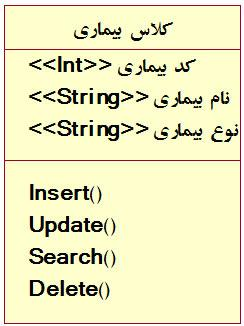 کلاس بیماری
کد بیماری <<Int>>
نام بیماری <<String>>
نوع بیماری <<String>>
Insert()
Update()
Search()
Delete()